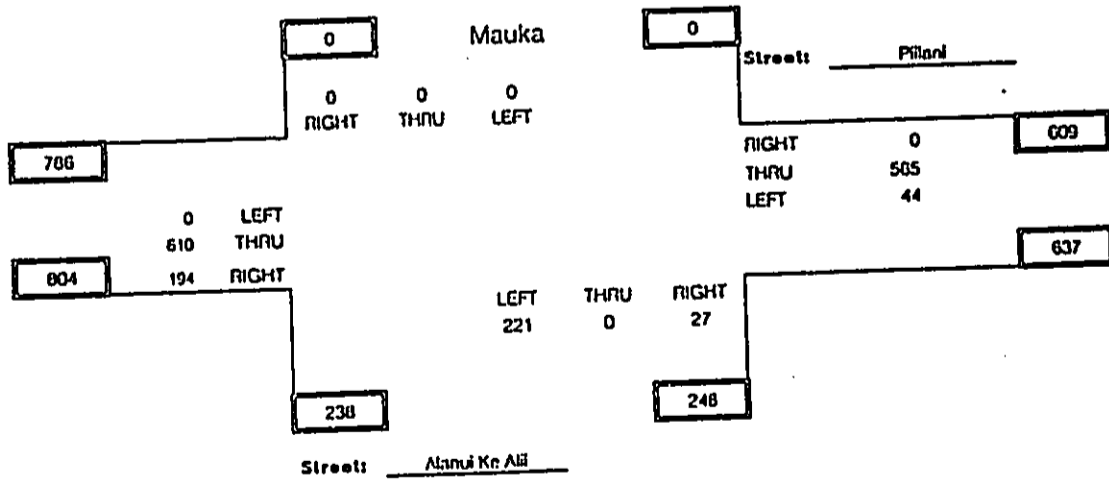 0 Mauka 0
Street: Piilani
0 0 0
RIGHT THRU LEFT
786
RIGHT 0
609
THRU 565
LEFT 44
0 LEFT
610 THRU
804 194 RIGHT
637
LEFT THRU RIGHT
221 0 27
238 248
Street: Alanui Ke Alii